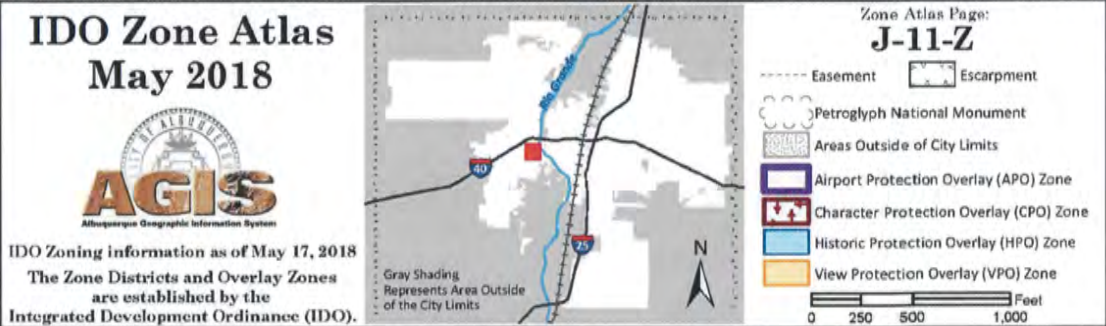 IDO Zone Atlas
May 2018
CITY OF ALBUQUERQUE
AGIS
Albuquerque Geographic Information System
IDO Zoning information as of May 17, 2018
The Zone Districts and Overlay Zones
are established by the
Integrated Development Ordinance (IDO).
Rio Grande
40
25
N
Gray Shading
Represents Area Outside
of the City Limits
Zone Atlas Page:
J-11-Z
Easement
Escarpment
Petroglyph National Monument
Areas Outside of City Limits
Airport Protection Overlay (APO) Zone
Character Protection Overlay (CPO) Zone
Historic Protection Overlay (HPO) Zone
View Protection Overlay (VPO) Zone
Feet
0 250 500 1,000